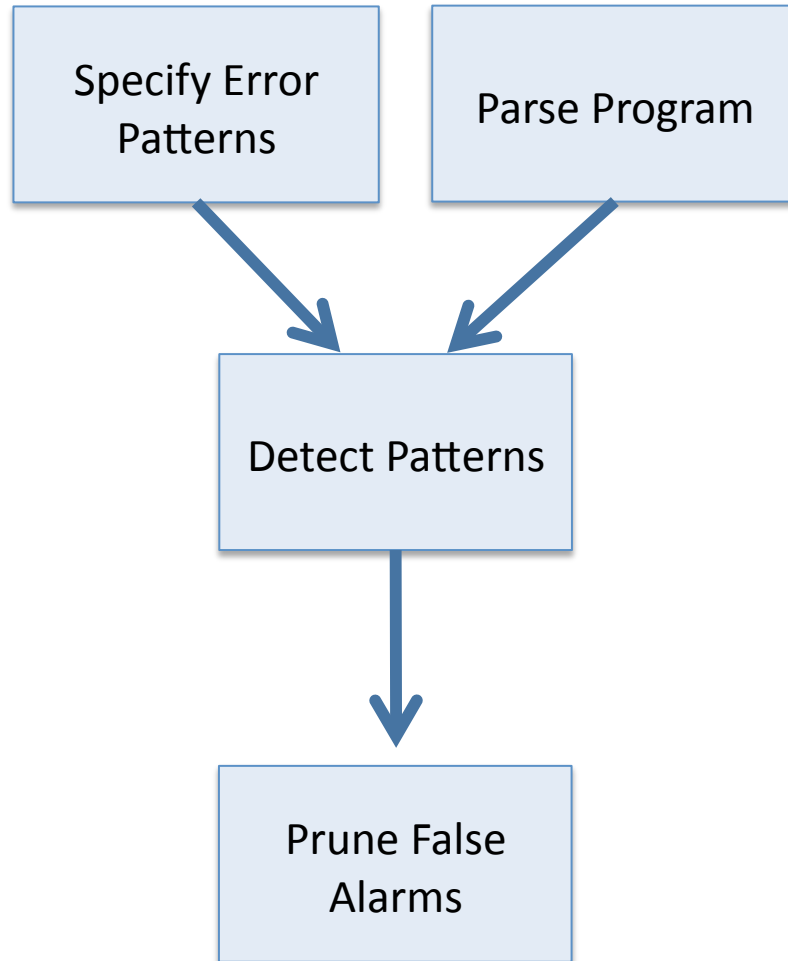 Specify Error
Patterns
Parse Program
Detect Patterns
Prune False
Alarms